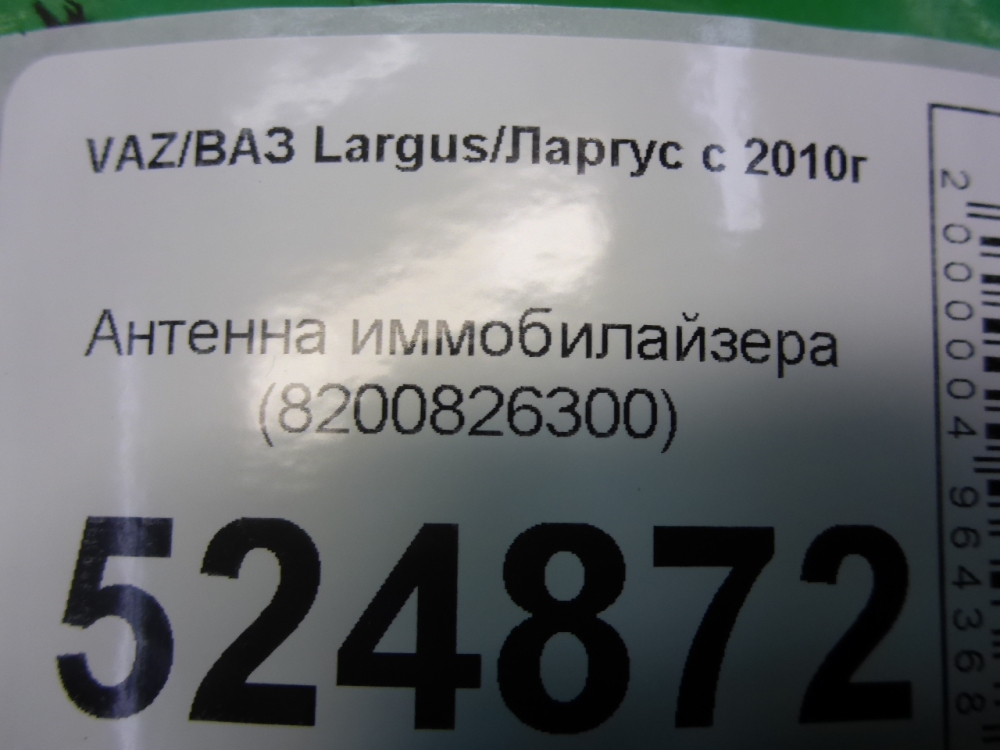 VAZ/ВАЗ Largus/Ларгус с 2010г
Антенна иммобилайзера
(8200826300)
524872
2000004964368